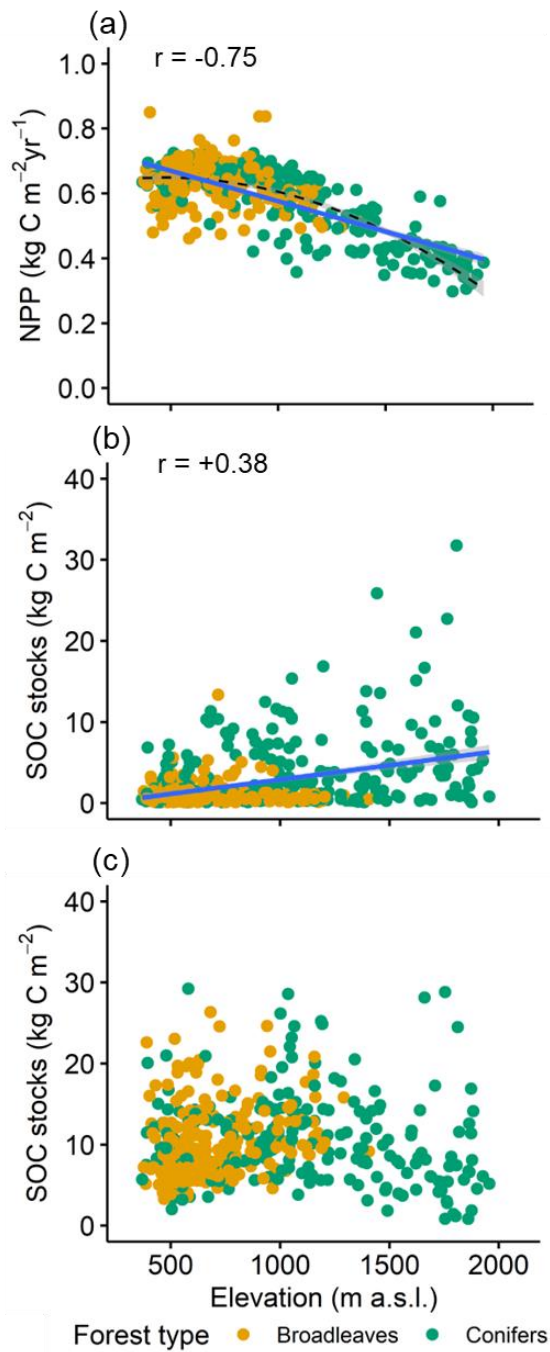 (a)
r = -0.75
1.0
0.8
0.6
0.4
0.2
0.0
NPP (kg C m⁻²yr⁻¹)
(b)
r = +0.38
40
30
20
10
0
SOC stocks (kg C m⁻²)
(c)
40
30
20
10
0
SOC stocks (kg C m⁻²)
500 1000 1500 2000
Elevation (m a.s.l.)
Forest type Broadleaves Conifers